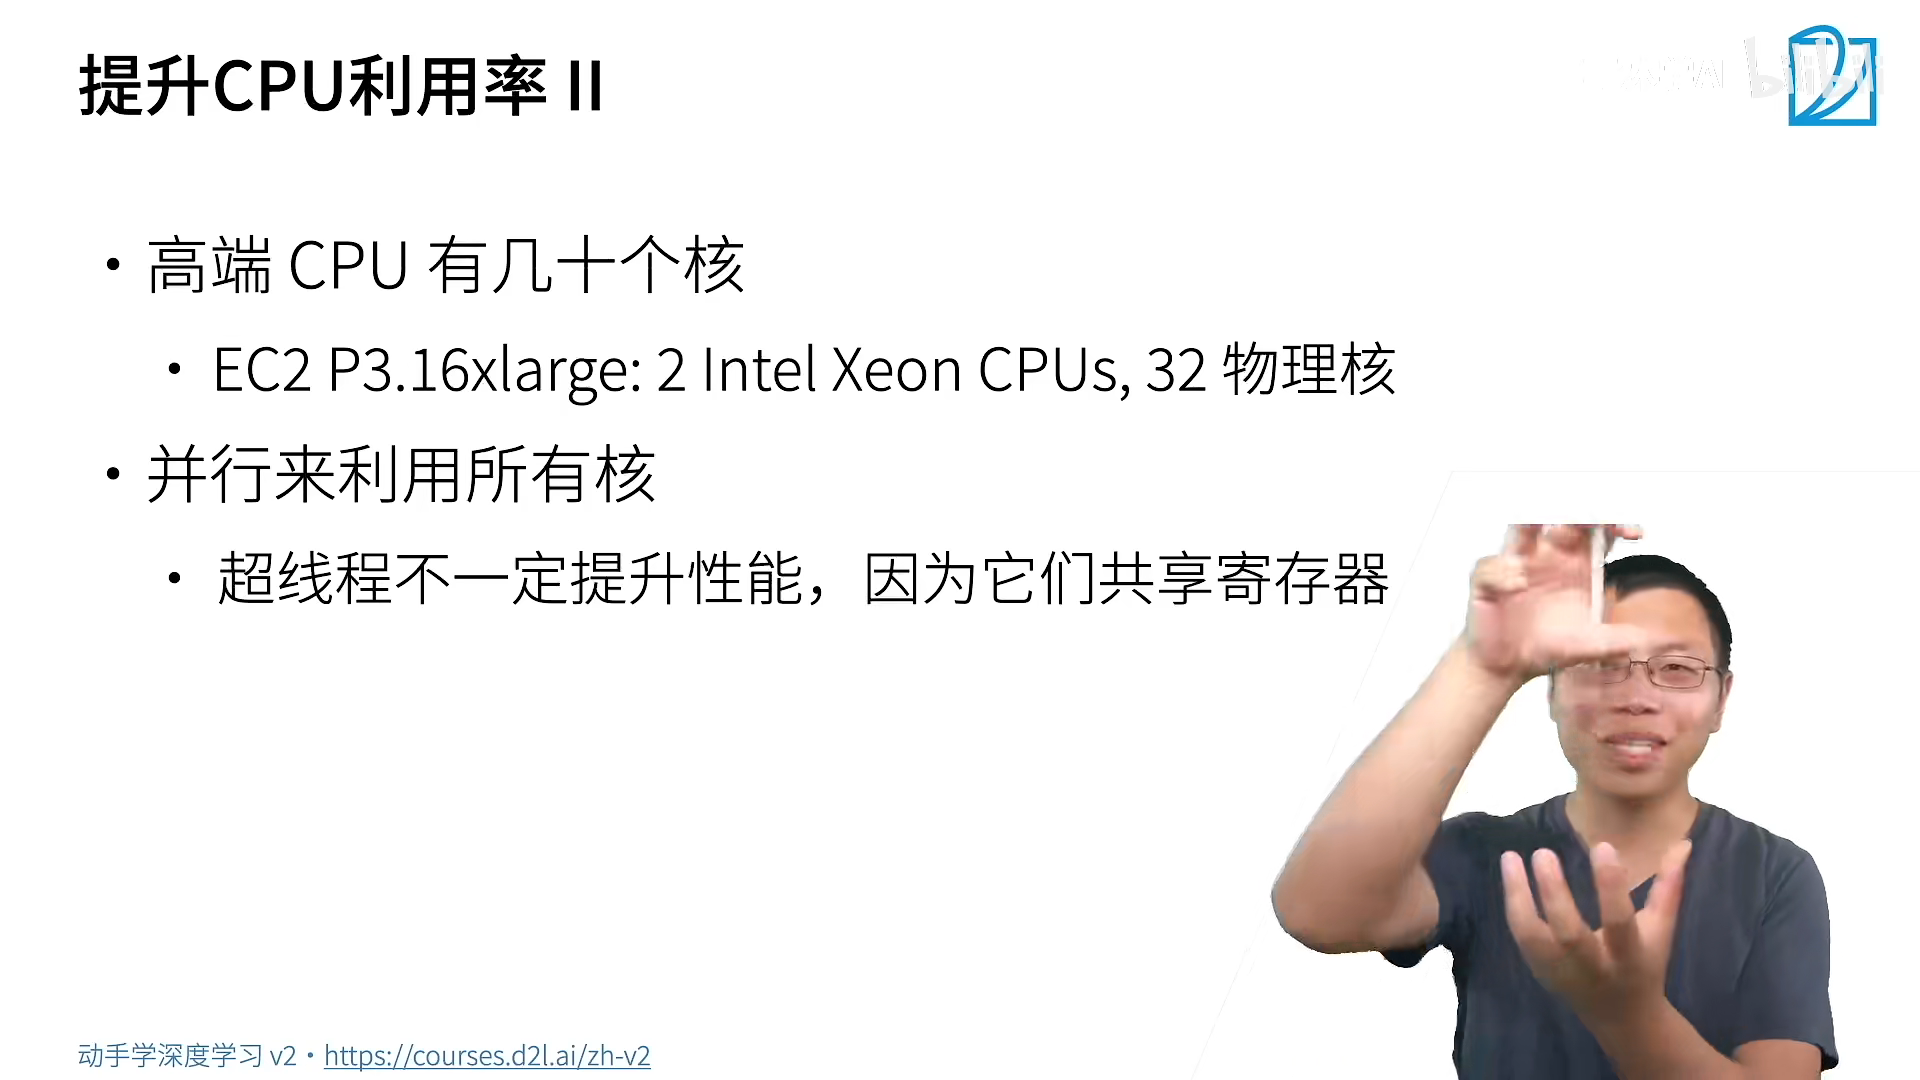 提升CPU利用率 II
• 高端 CPU 有几十个核
• EC2 P3.16xlarge: 2 Intel Xeon CPUs, 32 物理核
• 并行来利用所有核
• 超线程不一定提升性能，因为它们共享寄存器
动手学深度学习 v2 • https://courses.d2l.ai/zh-v2